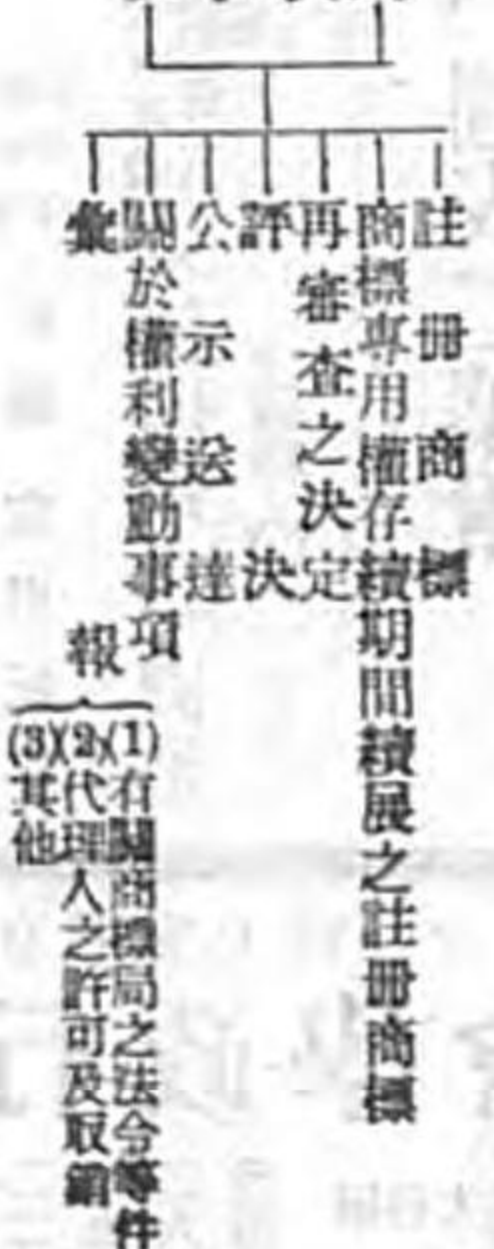 註冊商標
商標專用權存續期間續展之註冊商標
再審查之決定
評決
公示送達
關於權利變動事項
彙報
(1)有關商標局之法令等件
(2)代理人之許可及取銷
(3)其他